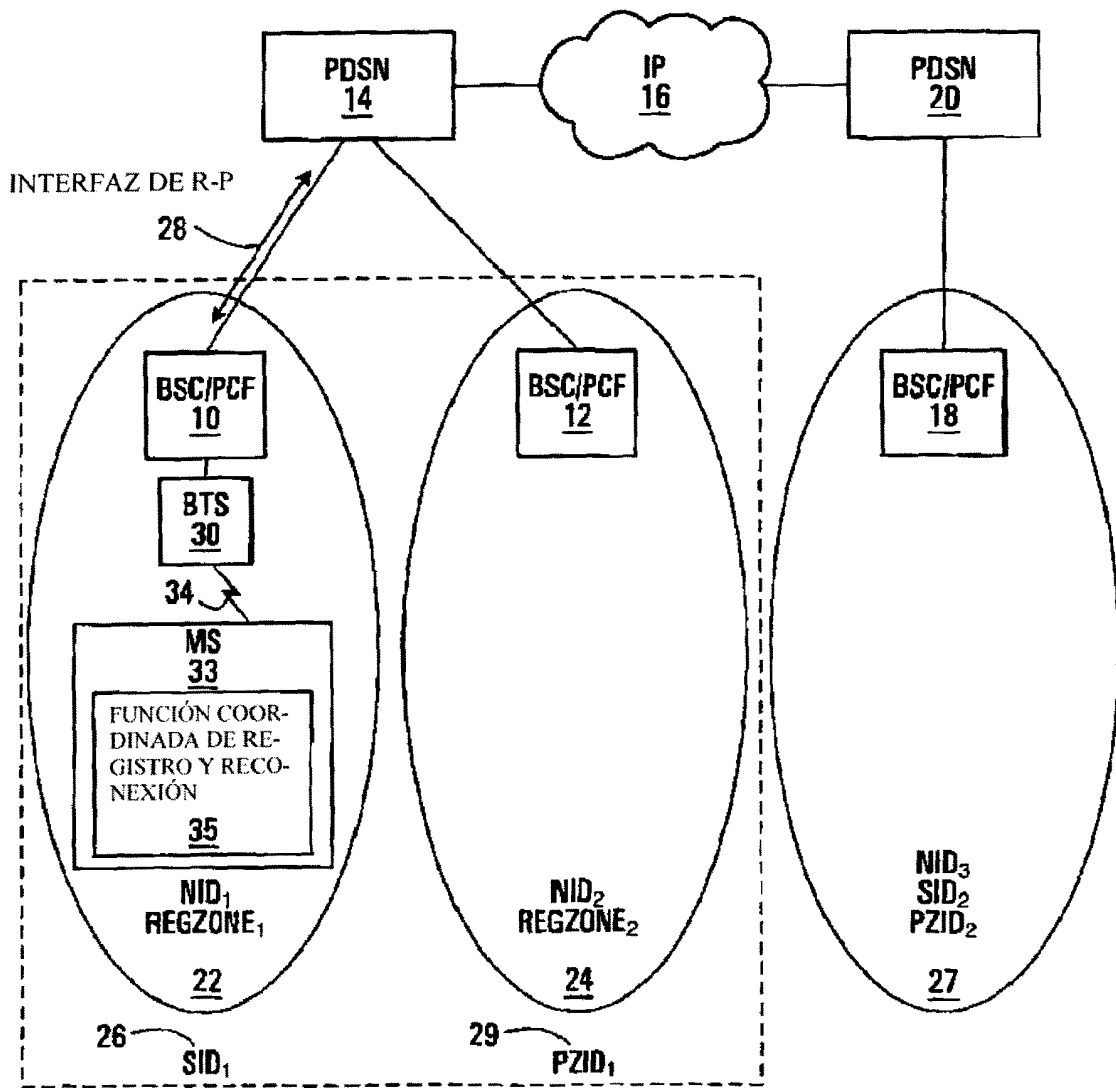 PDSN
14
IP
16
PDSN
20
INTERFAZ DE R-P
28
BSC/PCF
10
BSC/PCF
12
BSC/PCF
18
BTS
30
34
MS
33
FUNCIÓN COOR-
DINADA DE RE-
GISTRO Y RECO-
NEXIÓN
35
NID₁
REGZONE₁
22
NID₂
REGZONE₂
24
NID₃
SID₂
PZID₂
27
26
SID₁
29
PZID₁